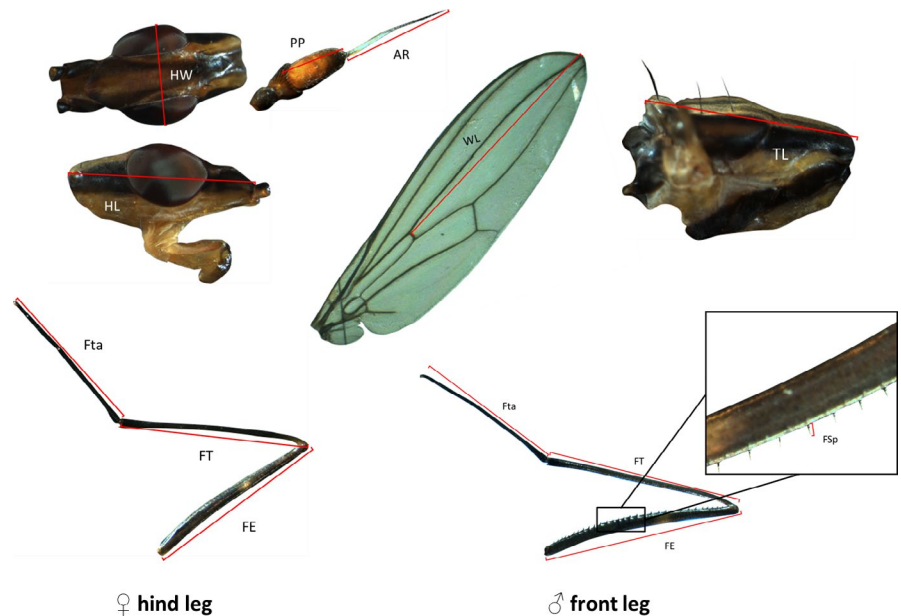 HW
PP
AR
HL
WL
TL
Fta
FT
FE
Fta
FT
FE
FSp
♀ hind leg
♂ front leg